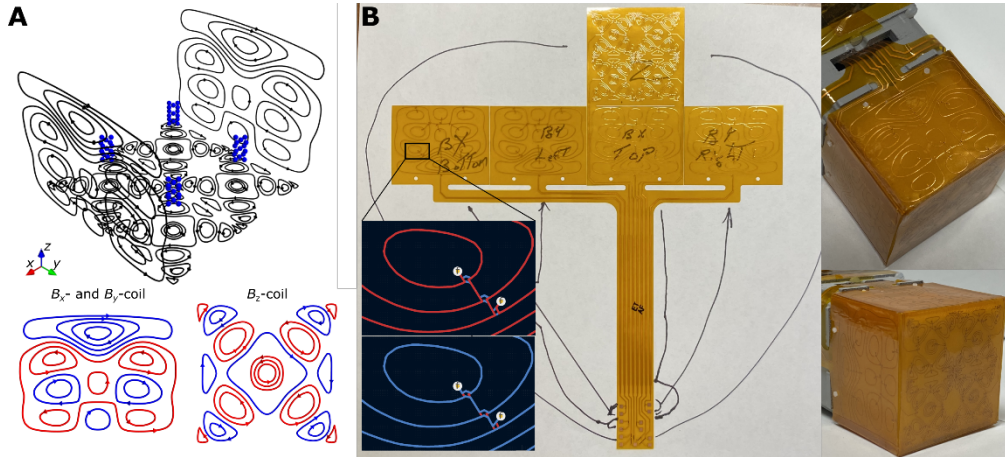 A
z
x
y
Bx- and By-coil
Bz-coil
B
Z
BX
Bottom
BY
Left
BX
Top
BY
Right